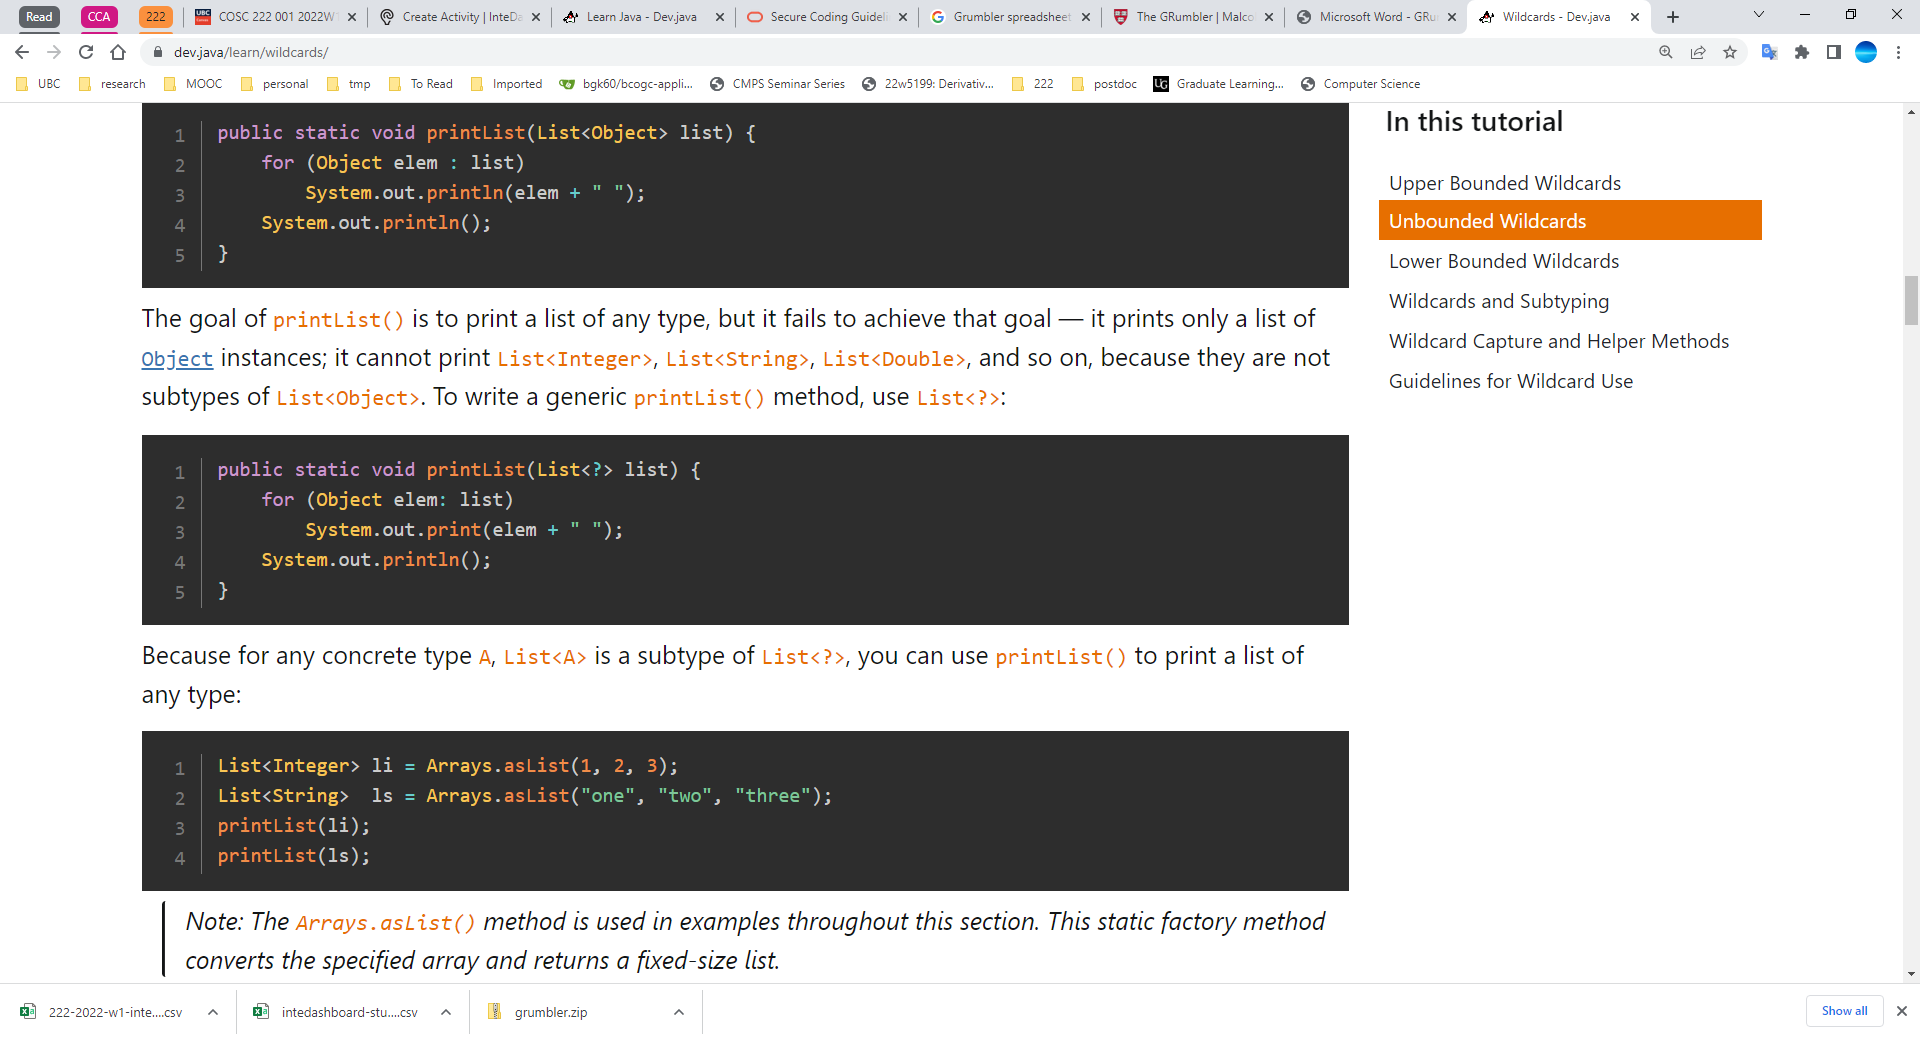 Read
CCA
222
COSC 222 001 2022W
Create Activity | InteDa
Learn Java - Dev.java
Secure Coding Guideli
Grumbler spreadsheet
The GRumbler | Malco
Microsoft Word - GRu
Wildcards - Dev.java
dev.java/learn/wildcards/
UBC
research
MOOC
personal
tmp
To Read
Imported
bgk60/bcogc-appli...
CMPS Seminar Series
22w5199: Derivativ...
222
postdoc
UG
Graduate Learning...
Computer Science
1 public static void printList(List<Object> list) {
2     for (Object elem : list)
3         System.out.println(elem + " ");
4     System.out.println();
5 }
The goal of printList() is to print a list of any type, but it fails to achieve that goal — it prints only a list of
Object instances; it cannot print List<Integer>, List<String>, List<Double>, and so on, because they are not
subtypes of List<Object>. To write a generic printList() method, use List<?>:
1 public static void printList(List<?> list) {
2     for (Object elem: list)
3         System.out.print(elem + " ");
4     System.out.println();
5 }
Because for any concrete type A, List<A> is a subtype of List<?>, you can use printList() to print a list of
any type:
1 List<Integer> li = Arrays.asList(1, 2, 3);
2 List<String>  ls = Arrays.asList("one", "two", "three");
3 printList(li);
4 printList(ls);
Note: The Arrays.asList() method is used in examples throughout this section. This static factory method
converts the specified array and returns a fixed-size list.
In this tutorial
Upper Bounded Wildcards
Unbounded Wildcards
Lower Bounded Wildcards
Wildcards and Subtyping
Wildcard Capture and Helper Methods
Guidelines for Wildcard Use
222-2022-w1-inte....csv
intedashboard-stu....csv
grumbler.zip
Show all